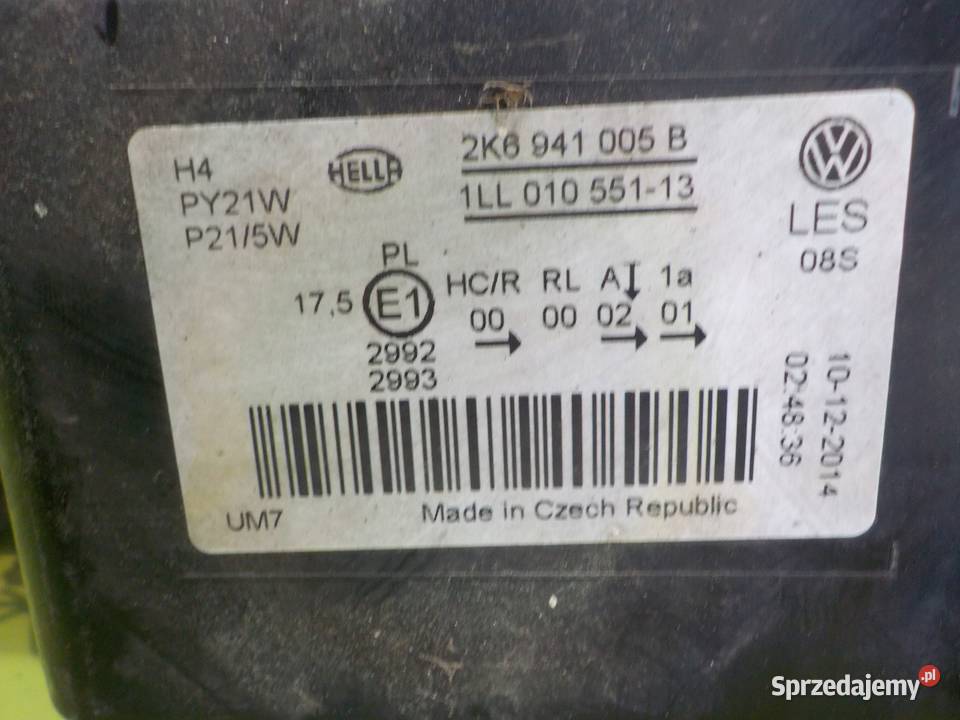 H4
PY21W
P21/5W
HELLA
2K6 941 005 B
1LL 010 551-13
LES
08S
PL
17,5 E1
2992
2993
HC/R RL A 1a
00 00 02 01
10-12-2014
02:48:36
UM7
Made in Czech Republic
Sprzedajemy.pl